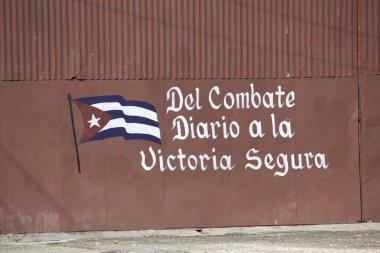 Del Combate
Diario a la
Victoria Segura